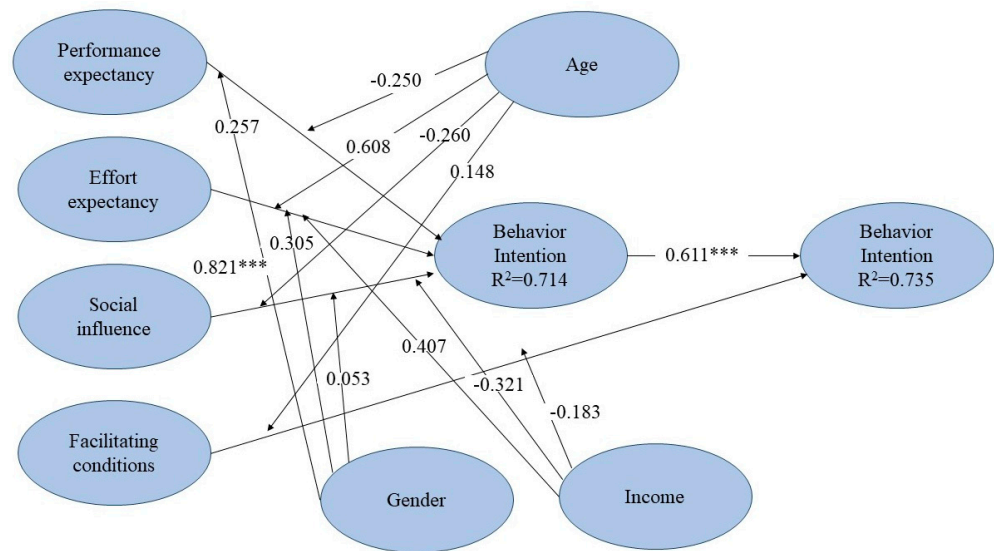 Performance
expectancy
Age
-0.250
0.257
-0.260
0.608
0.148
Effort
expectancy
Behavior
Intention
R²=0.714
0.611***
Behavior
Intention
R²=0.735
0.305
0.821***
Social
influence
0.407
0.053
-0.321
-0.183
Facilitating
conditions
Gender
Income